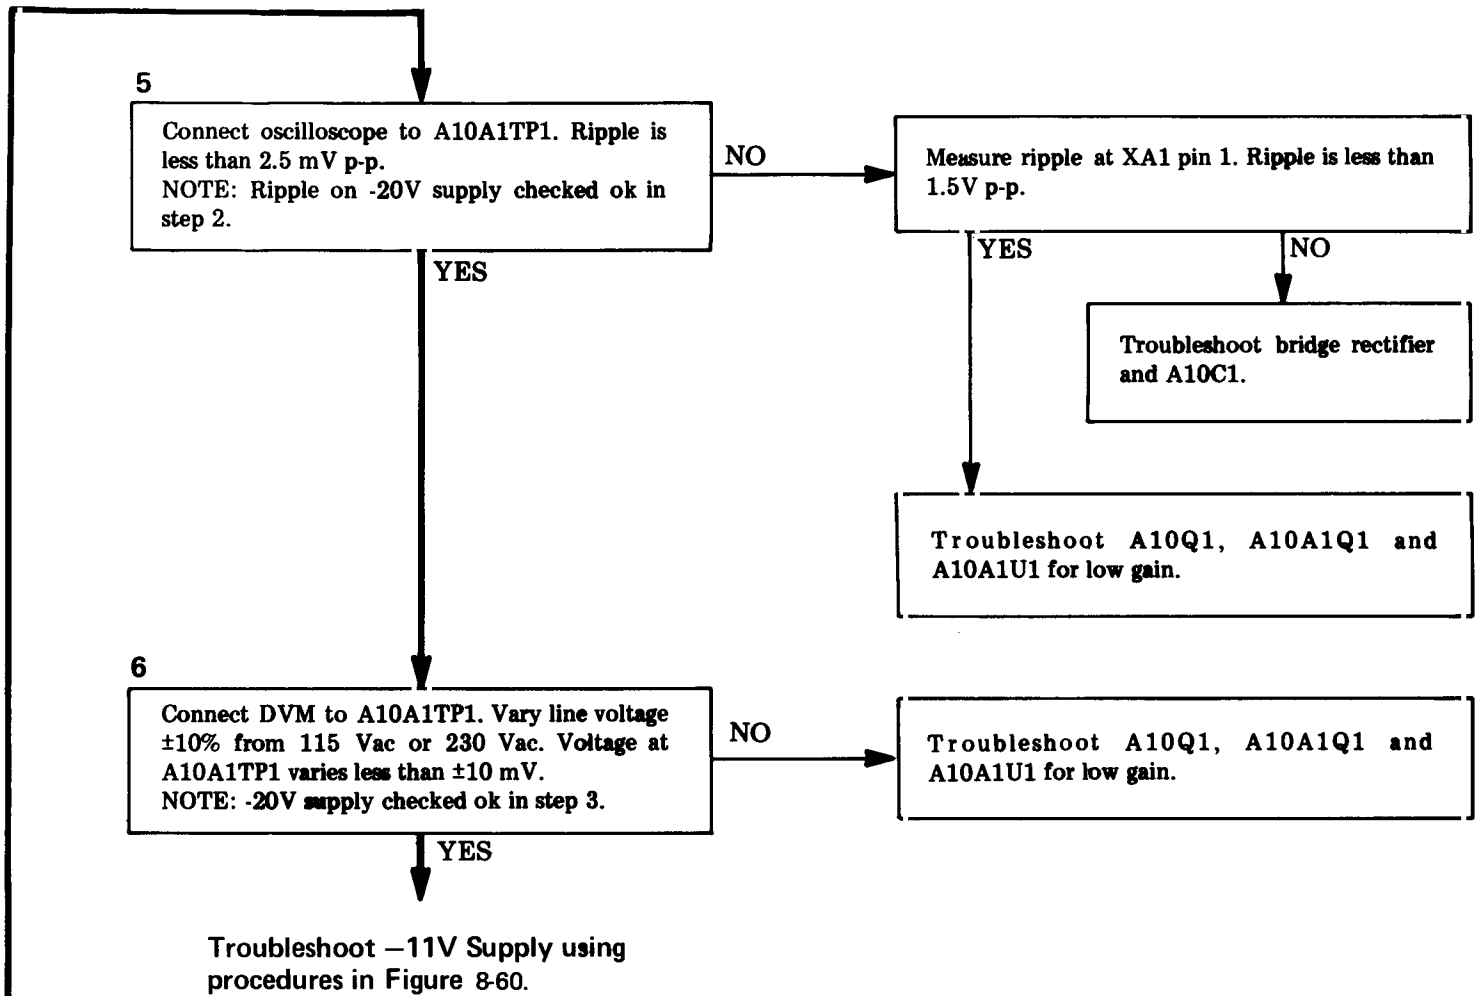 5
Connect oscilloscope to A10A1TP1. Ripple is
less than 2.5 mV p-p.
NOTE: Ripple on -20V supply checked ok in
step 2.
NO
Measure ripple at XA1 pin 1. Ripple is less than
1.5V p-p.
YES
YES
NO
Troubleshoot bridge rectifier
and A10C1.
Troubleshoot A10Q1, A10A1Q1 and
A10A1U1 for low gain.
6
Connect DVM to A10A1TP1. Vary line voltage
±10% from 115 Vac or 230 Vac. Voltage at
A10A1TP1 varies less than ±10 mV.
NOTE: -20V supply checked ok in step 3.
NO
Troubleshoot A10Q1, A10A1Q1 and
A10A1U1 for low gain.
YES
Troubleshoot —11V Supply using
procedures in Figure 8-60.